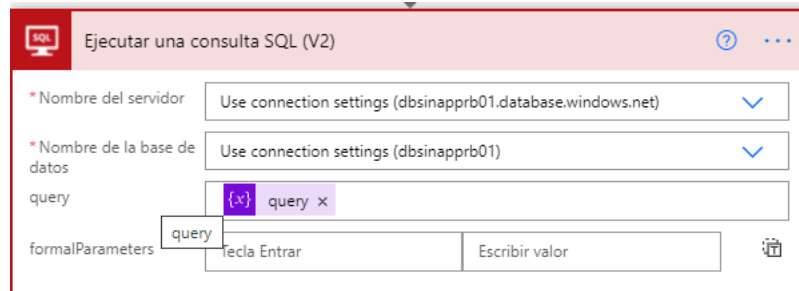 SQL
Ejecutar una consulta SQL (V2)
? ...
* Nombre del servidor
Use connection settings (dbsinapprb01.database.windows.net)
* Nombre de la base de datos
Use connection settings (dbsinapprb01)
query
{x} query ×
query
formalParameters
Tecla Entrar
Escribir valor
T